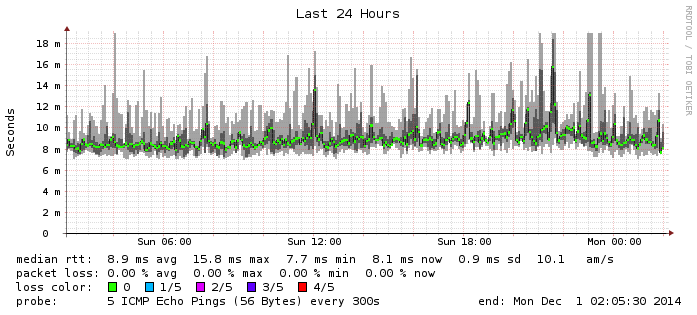 Last 24 Hours
RRDTOOL / TOBI OETIKER
Seconds
18 m
16 m
14 m
12 m
10 m
8 m
6 m
4 m
2 m
0
Sun 06:00 Sun 12:00 Sun 18:00 Mon 00:00
median rtt: 8.9 ms avg 15.8 ms max 7.7 ms min 8.1 ms now 0.9 ms sd 10.1 am/s
packet loss: 0.00 % avg 0.00 % max 0.00 % min 0.00 % now
loss color: 0 1/5 2/5 3/5 4/5
probe: 5 ICMP Echo Pings (56 Bytes) every 300s end: Mon Dec 1 02:05:30 2014